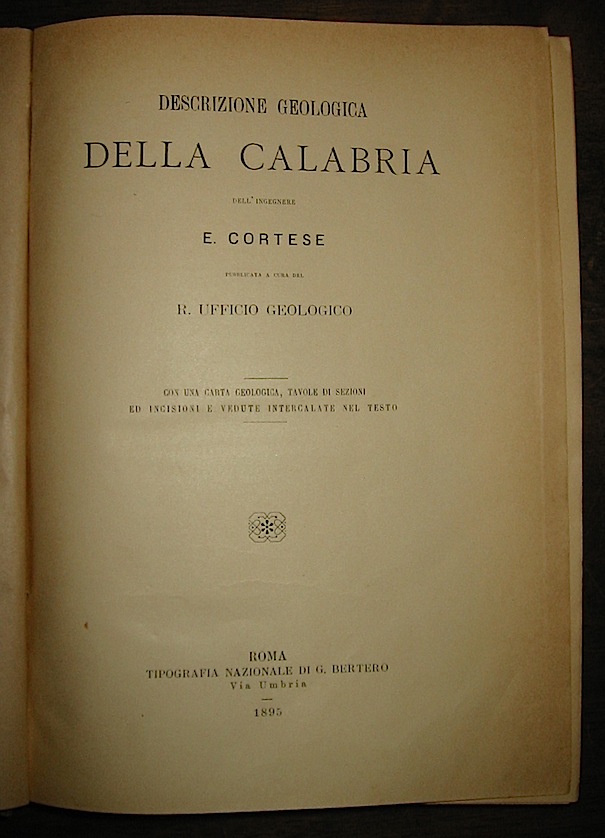 DESCRIZIONE GEOLOGICA
DELLA CALABRIA
DELL' INGEGNERE
E. CORTESE
PUBBLICATA A CURA DEL
R. UFFICIO GEOLOGICO
CON UNA CARTA GEOLOGICA, TAVOLE DI SEZIONI
ED INCISIONI E VEDUTE INTERCALATE NEL TESTO
ROMA
TIPOGRAFIA NAZIONALE DI G. BERTERO
Via Umbria
1895